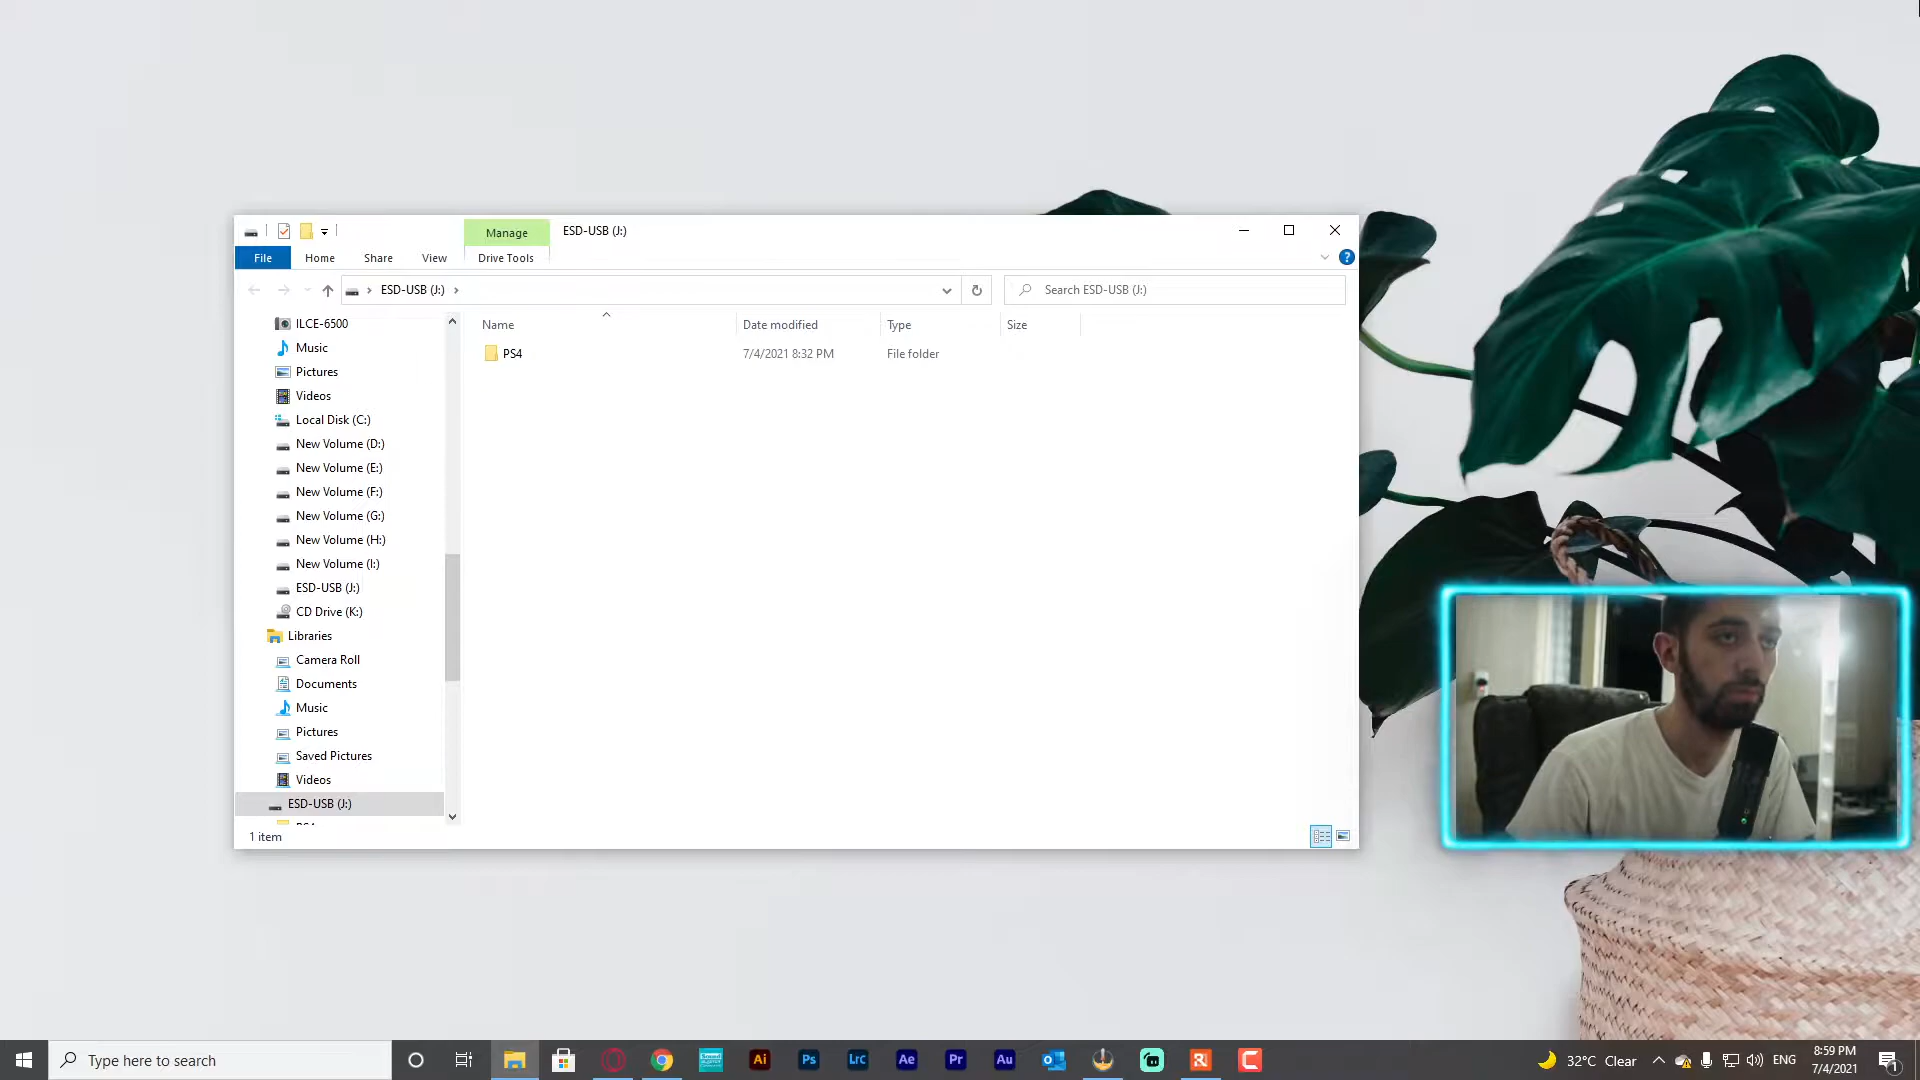 Manage
ESD-USB (J:)
File
Home
Share
View
Drive Tools
ESD-USB (J:)
Search ESD-USB (J:)
Name
Date modified
Type
Size
PS4
7/4/2021 8:32 PM
File folder
ILCE-6500
Music
Pictures
Videos
Local Disk (C:)
New Volume (D:)
New Volume (E:)
New Volume (F:)
New Volume (G:)
New Volume (H:)
New Volume (I:)
ESD-USB (J:)
CD Drive (K:)
Libraries
Camera Roll
Documents
Music
Pictures
Saved Pictures
Videos
ESD-USB (J:)
1 item
Type here to search
Ai
Ps
Lrc
Ae
Pr
Au
32°C Clear
ENG
8:59 PM
7/4/2021
1